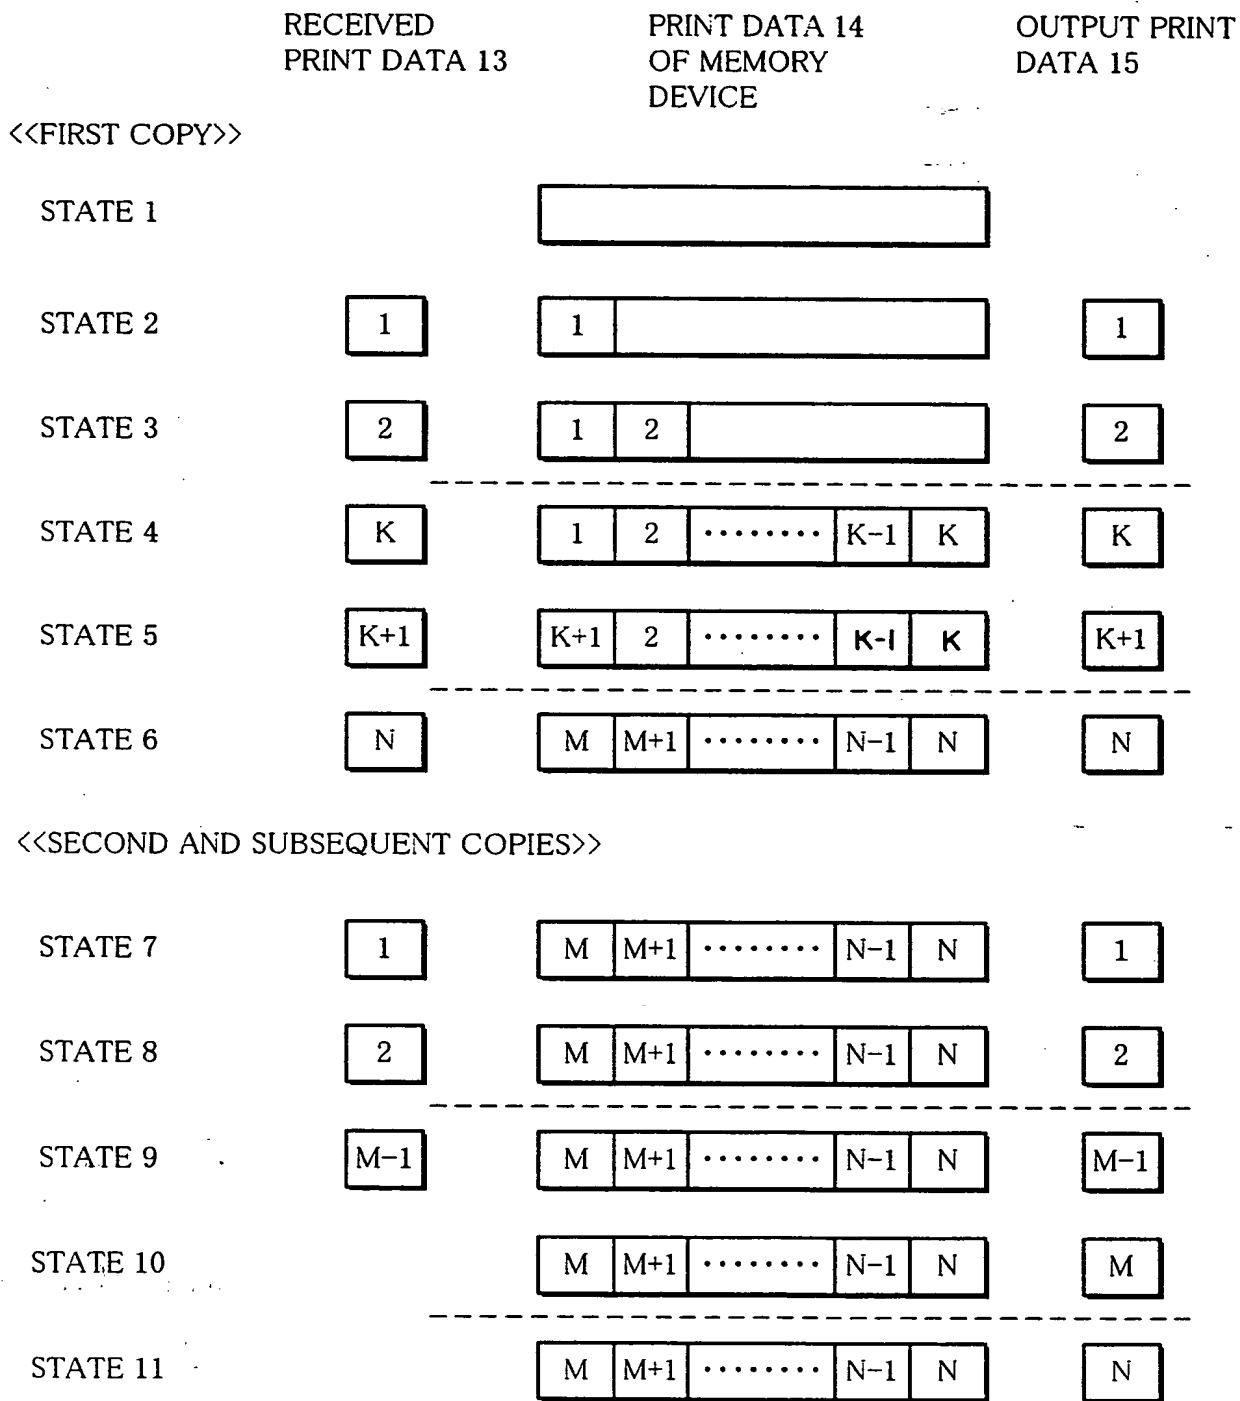 RECEIVED PRINT DATA 13
PRINT DATA 14 OF MEMORY DEVICE
OUTPUT PRINT DATA 15
<<FIRST COPY>>
STATE 1
STATE 2 1 1 1
STATE 3 2 1 2 2
STATE 4 K 1 2 ········ K-1 K K
STATE 5 K+1 K+1 2 ········ K-1 K K+1
STATE 6 N M M+1 ········ N-1 N N
<<SECOND AND SUBSEQUENT COPIES>>
STATE 7 1 M M+1 ········ N-1 N 1
STATE 8 2 M M+1 ········ N-1 N 2
STATE 9 M-1 M M+1 ········ N-1 N M-1
STATE 10 M M+1 ········ N-1 N M
STATE 11 M M+1 ········ N-1 N N